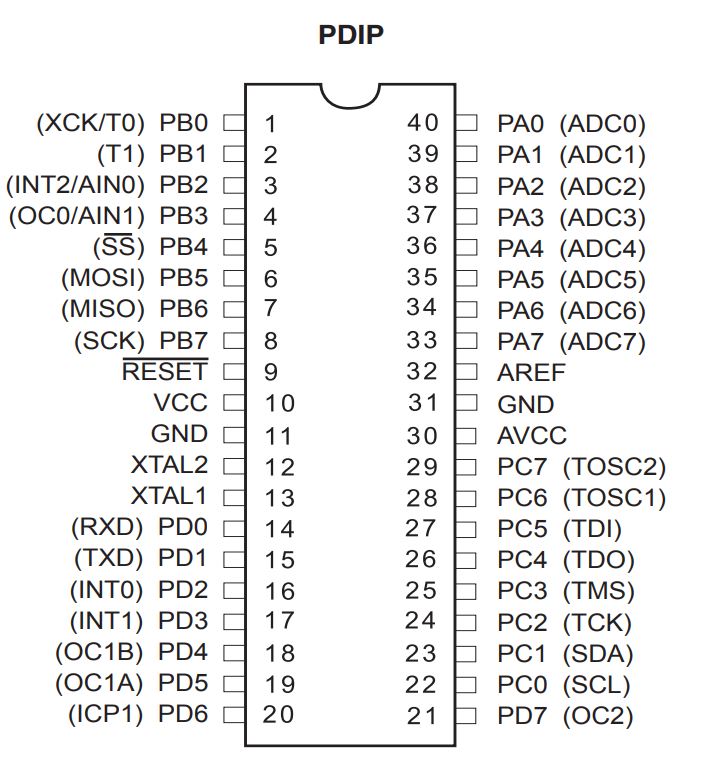 PDIP
(XCK/T0) PB0 1 40 PA0 (ADC0)
(T1) PB1 2 39 PA1 (ADC1)
(INT2/AIN0) PB2 3 38 PA2 (ADC2)
(OC0/AIN1) PB3 4 37 PA3 (ADC3)
(S̅S̅) PB4 5 36 PA4 (ADC4)
(MOSI) PB5 6 35 PA5 (ADC5)
(MISO) PB6 7 34 PA6 (ADC6)
(SCK) PB7 8 33 PA7 (ADC7)
R̅E̅S̅E̅T̅ 9 32 AREF
VCC 10 31 GND
GND 11 30 AVCC
XTAL2 12 29 PC7 (TOSC2)
XTAL1 13 28 PC6 (TOSC1)
(RXD) PD0 14 27 PC5 (TDI)
(TXD) PD1 15 26 PC4 (TDO)
(INT0) PD2 16 25 PC3 (TMS)
(INT1) PD3 17 24 PC2 (TCK)
(OC1B) PD4 18 23 PC1 (SDA)
(OC1A) PD5 19 22 PC0 (SCL)
(ICP1) PD6 20 21 PD7 (OC2)